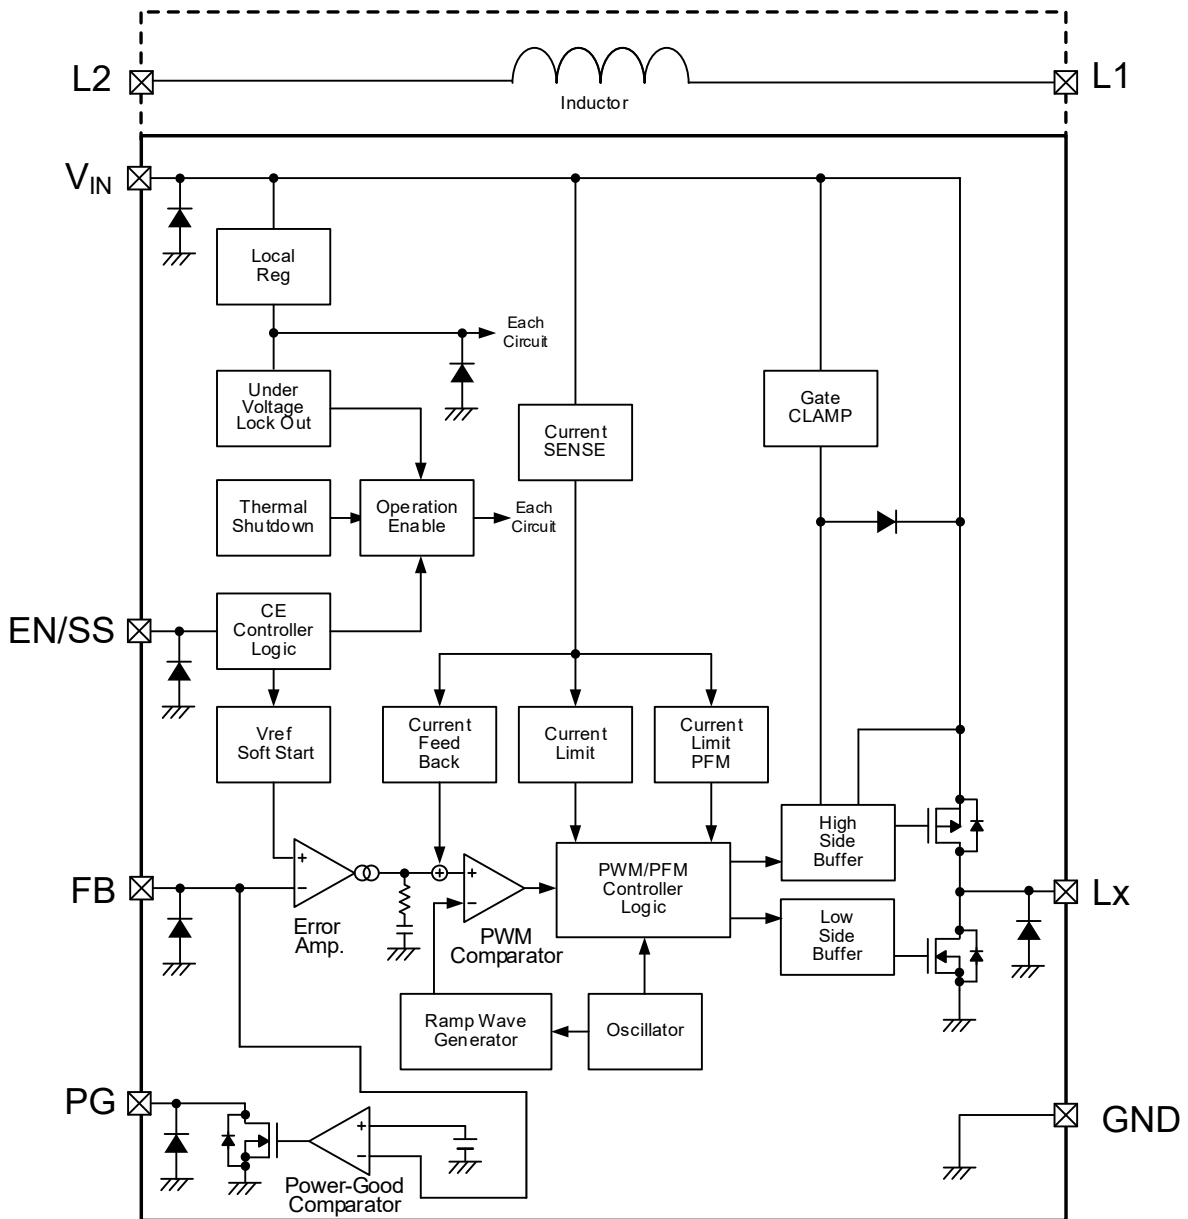 L2
L1
Inductor
VIN
Local
Reg
Each
Circuit
Under
Voltage
Lock Out
Gate
CLAMP
Current
SENSE
Thermal
Shutdown
Operation
Enable
Each
Circuit
EN/SS
CE
Controller
Logic
Vref
Soft Start
Current
Feed
Back
Current
Limit
Current
Limit
PFM
High
Side
Buffer
+
−
Error
Amp.
+
+
−
PWM
Comparator
PWM/PFM
Controller
Logic
FB
Lx
Low
Side
Buffer
Ramp Wave
Generator
Oscillator
PG
+
−
Power-Good
Comparator
GND